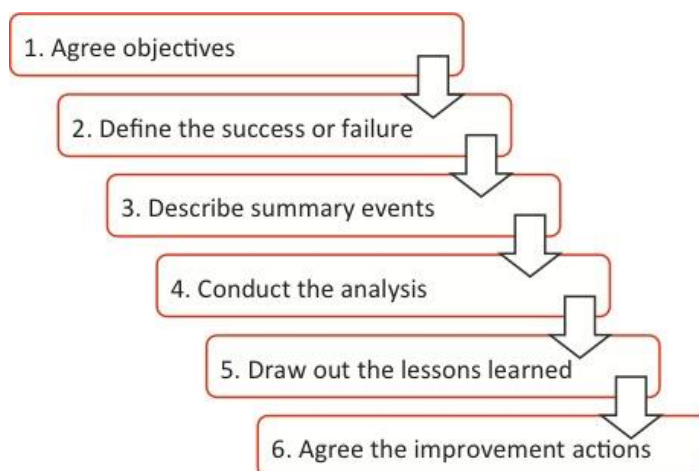 1. Agree objectives
2. Define the success or failure
3. Describe summary events
4. Conduct the analysis
5. Draw out the lessons learned
6. Agree the improvement actions